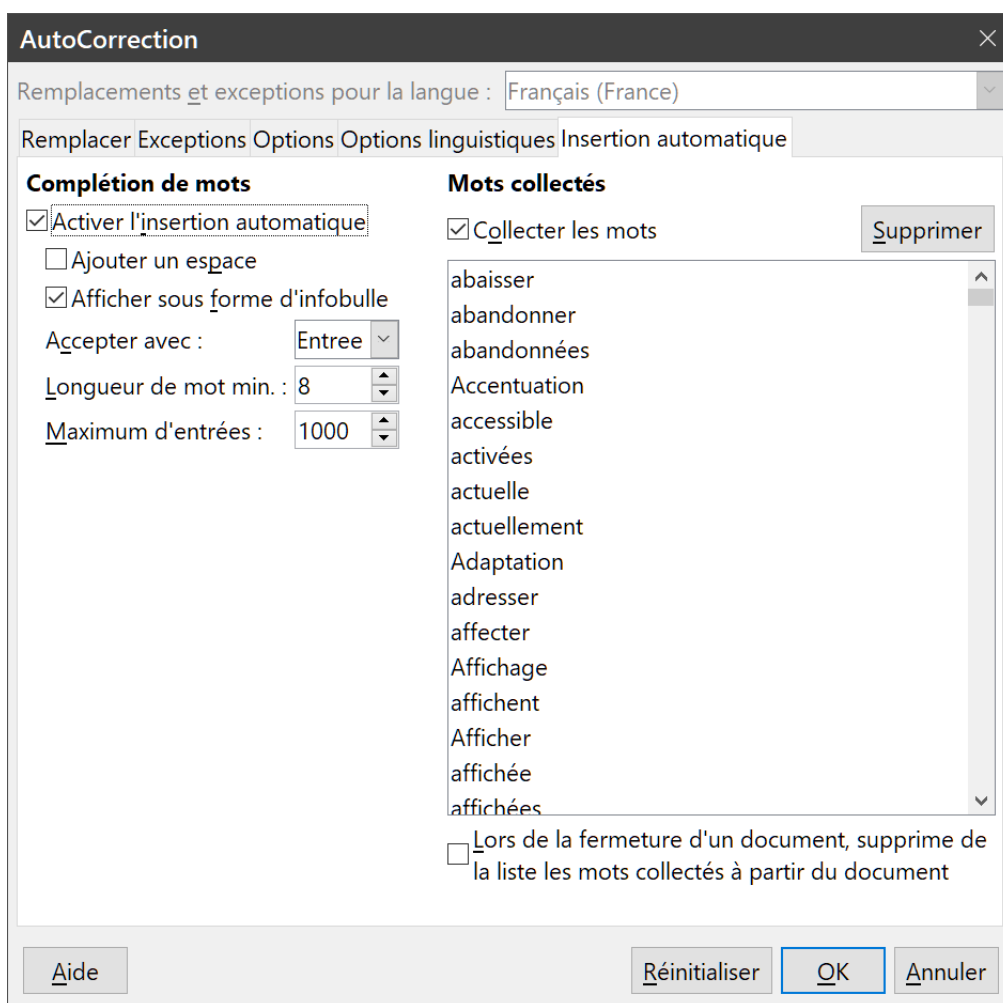 AutoCorrection
Remplacements et exceptions pour la langue : Français (France)
Remplacer Exceptions Options Options linguistiques Insertion automatique
Complétion de mots
Activer l'insertion automatique
Ajouter un espace
Afficher sous forme d'infobulle
Accepter avec : Entree
Longueur de mot min. : 8
Maximum d'entrées : 1000
Mots collectés
Collecter les mots
Supprimer
abaisser
abandonner
abandonnées
Accentuation
accessible
activées
actuelle
actuellement
Adaptation
adresser
affecter
Affichage
affichent
Afficher
affichée
affichées
Lors de la fermeture d'un document, supprime de
la liste les mots collectés à partir du document
Aide Réinitialiser OK Annuler